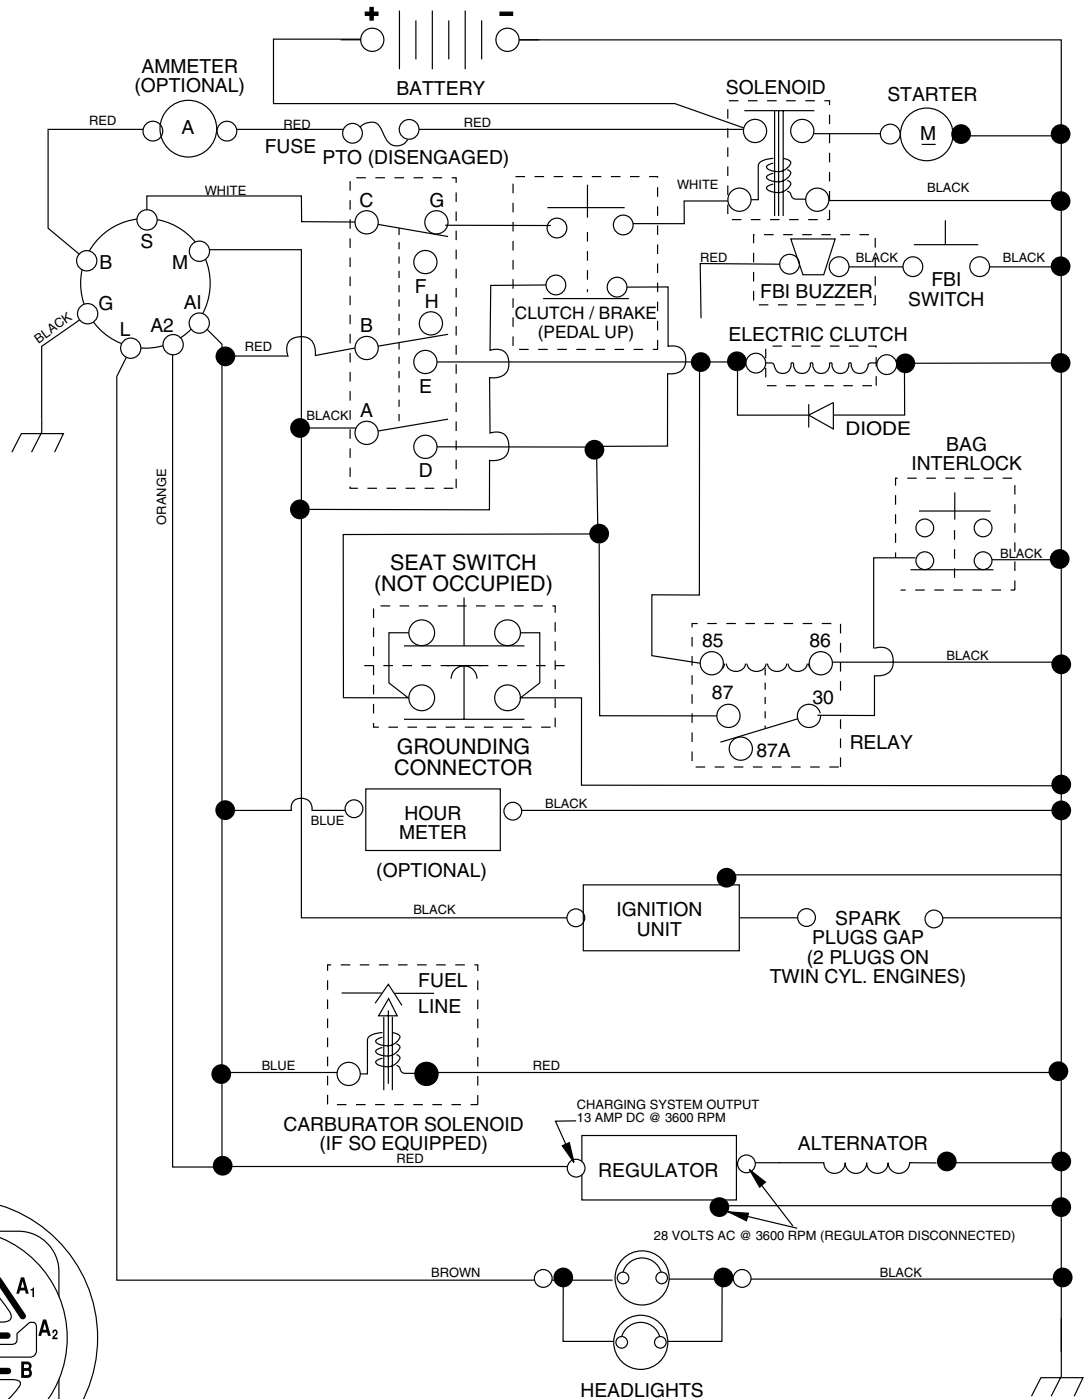 + −
BATTERY
AMMETER
(OPTIONAL)
A
RED
RED
FUSE
RED
PTO (DISENGAGED)
SOLENOID
STARTER
M
WHITE
S
B
M
G
A1
L
A2
BLACK
RED
BLACK
ORANGE
C
G
F
H
B
E
A
D
CLUTCH / BRAKE
(PEDAL UP)
WHITE
BLACK
RED
BLACK
BLACK
FBI BUZZER
FBI
SWITCH
ELECTRIC CLUTCH
DIODE
BAG
INTERLOCK
BLACK
SEAT SWITCH
(NOT OCCUPIED)
GROUNDING
CONNECTOR
85
86
87
30
87A
BLACK
RELAY
BLUE
HOUR
METER
BLACK
(OPTIONAL)
BLACK
IGNITION
UNIT
SPARK
PLUGS GAP
(2 PLUGS ON
TWIN CYL. ENGINES)
FUEL
LINE
BLUE
RED
CARBURATOR SOLENOID
(IF SO EQUIPPED)
RED
CHARGING SYSTEM OUTPUT
13 AMP DC @ 3600 RPM
REGULATOR
ALTERNATOR
28 VOLTS AC @ 3600 RPM (REGULATOR DISCONNECTED)
BROWN
BLACK
HEADLIGHTS
A1
A2
B